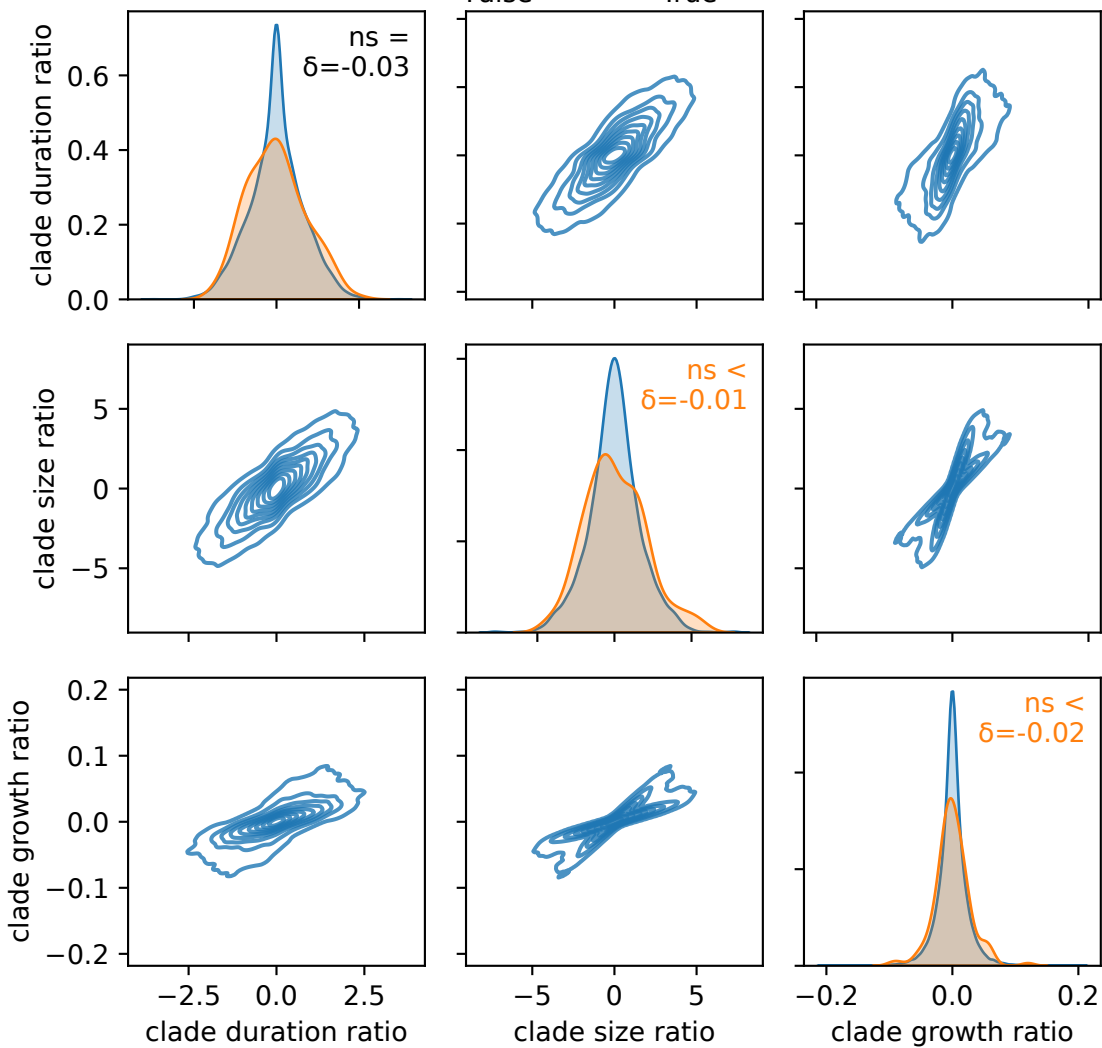 clade duration ratio
0.6
0.4
0.2
0.0
ns =
δ=-0.03
clade size ratio
5
0
−5
ns <
δ=-0.01
clade growth ratio
0.2
0.1
0.0
−0.1
−0.2
ns <
δ=-0.02
−2.5 0.0 2.5
−5 0 5
−0.2 0.0 0.2
clade duration ratio
clade size ratio
clade growth ratio